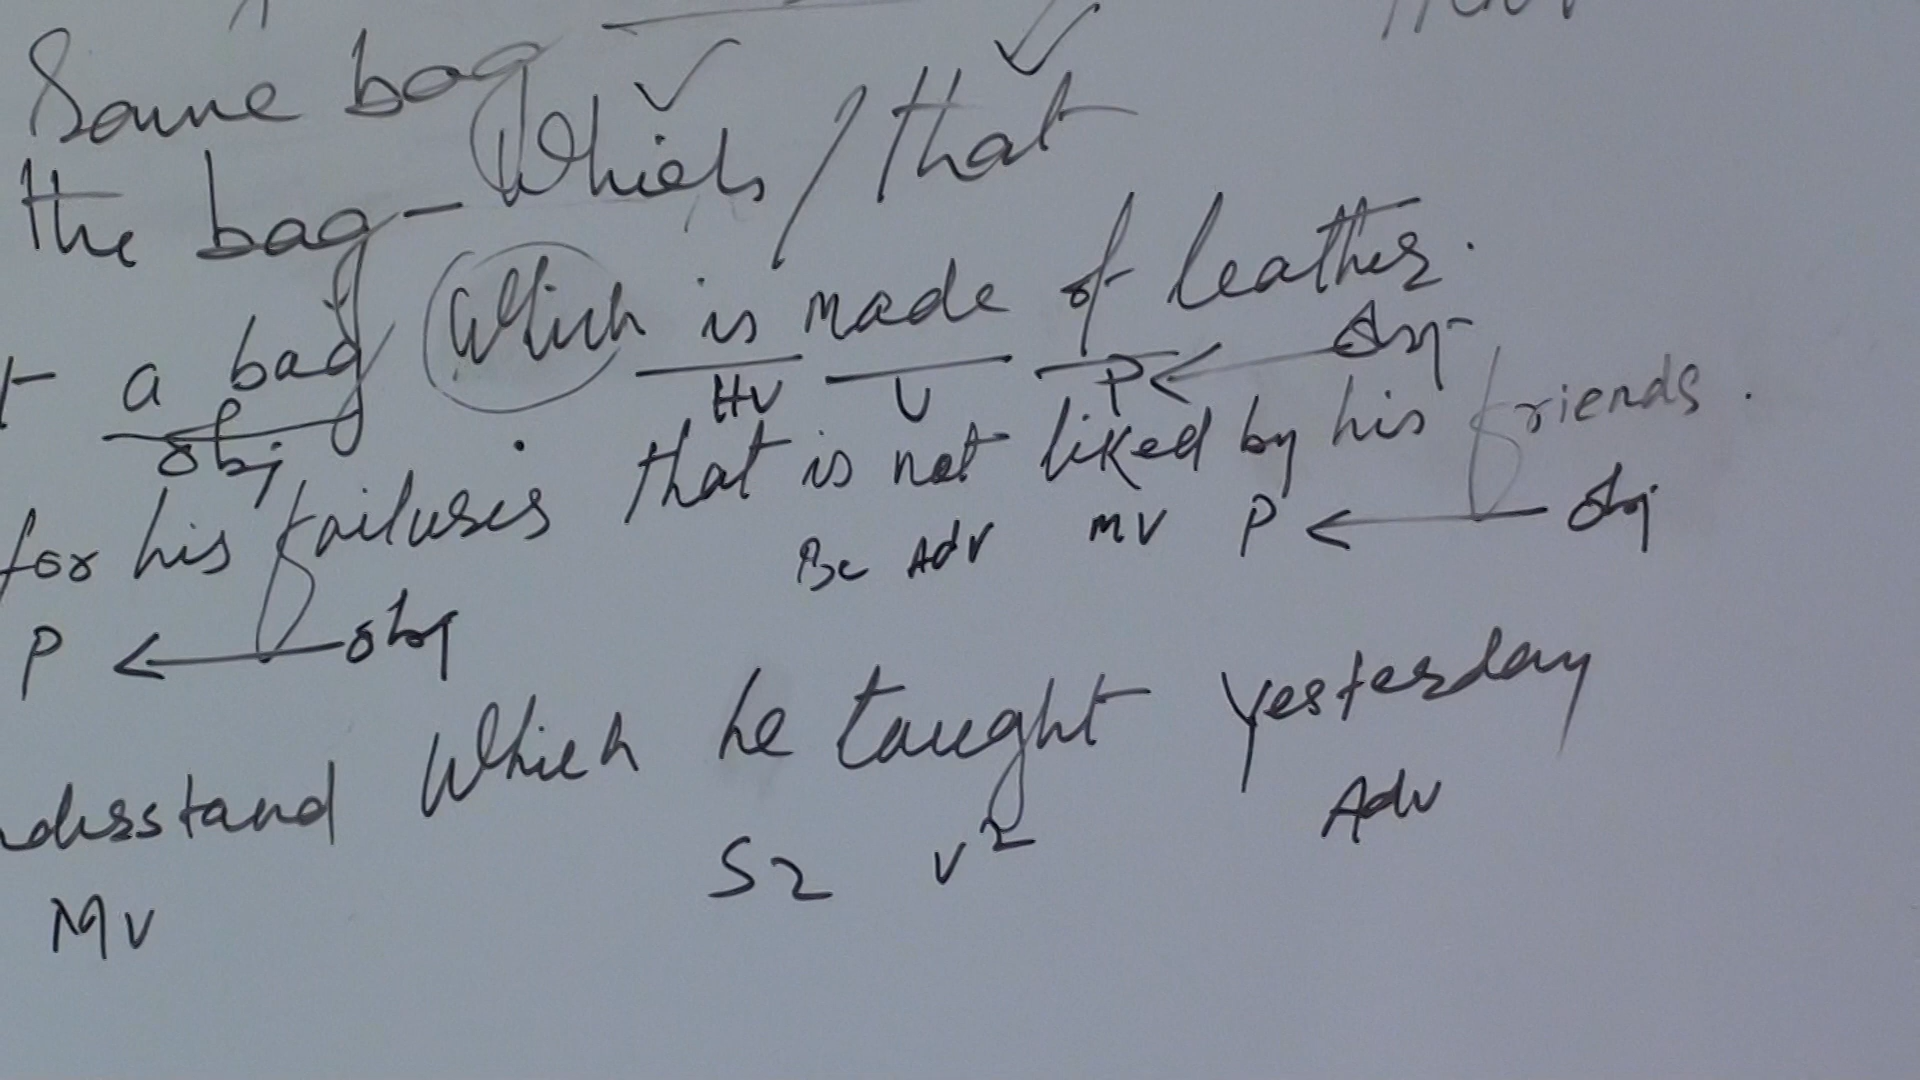 Same bag
the bag - which / that
a bag which is made of leather.
obj HV V P ← obj
for his failures that is not liked by his friends.
Be Adv MV P ← obj
P ← obj
which he taught yesterday
S2 V2 Adv
MV